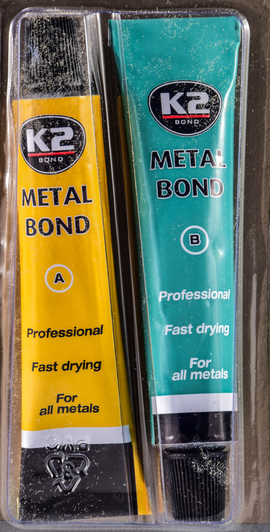 K2
BOND
METAL
BOND
A
Professional
Fast drying
For
all metals
K2
BOND
METAL
BOND
B
Professional
Fast drying
For
all metals